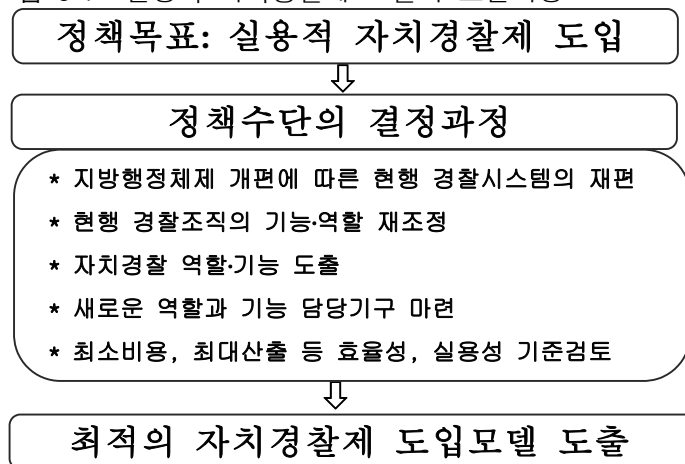 정책목표: 실용적 자치경찰제 도입
정책수단의 결정과정
* 지방행정체제 개편에 따른 현행 경찰시스템의 재편
* 현행 경찰조직의 기능·역할 재조정
* 자치경찰 역할·기능 도출
* 새로운 역할과 기능 담당기구 마련
* 최소비용, 최대산출 등 효율성, 실용성 기준검토
최적의 자치경찰제 도입모델 도출